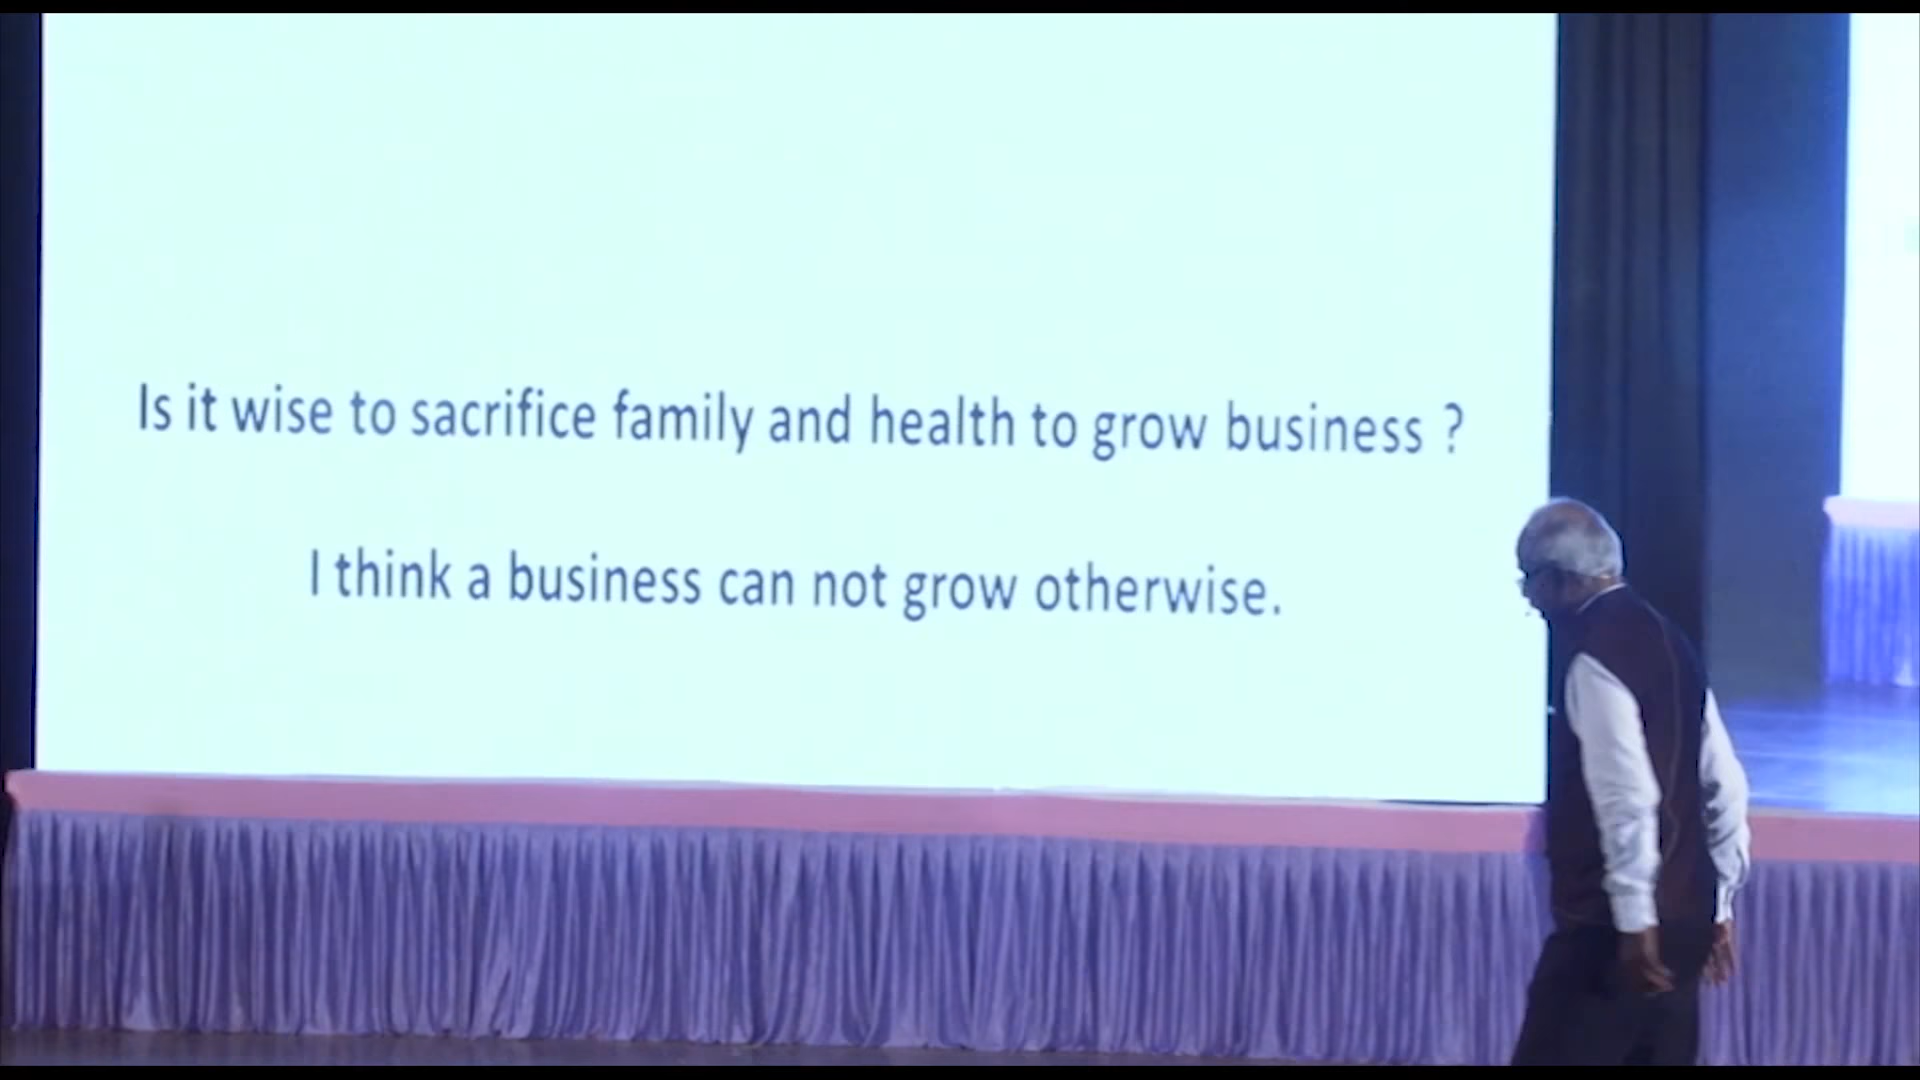 Is it wise to sacrifice family and health to grow business ?
I think a business can not grow otherwise.